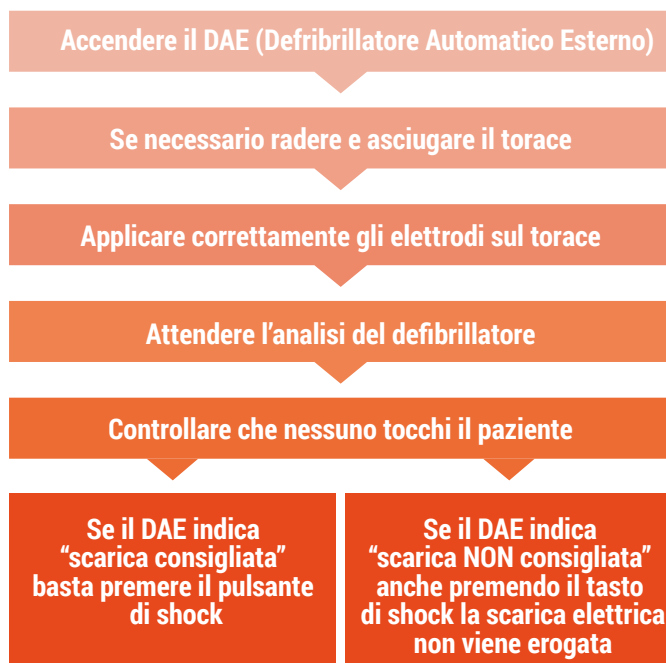 Accendere il DAE (Defribrillatore Automatico Esterno)
Se necessario radere e asciugare il torace
Applicare correttamente gli elettrodi sul torace
Attendere l’analisi del defibrillatore
Controllare che nessuno tocchi il paziente
Se il DAE indica
“scarica consigliata”
basta premere il pulsante
di shock
Se il DAE indica
“scarica NON consigliata”
anche premendo il tasto
di shock la scarica elettrica
non viene erogata